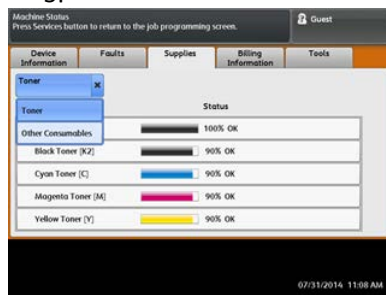 Machine Status
Press Services button to return to the job programming screen.
Guest
Device Information
Faults
Supplies
Billing Information
Tools
Toner
Status
Toner
Other Consumables
100% OK
Black Toner [K2]
90% OK
Cyan Toner [C]
90% OK
Magenta Toner [M]
90% OK
Yellow Toner [Y]
90% OK
07/31/2014 11:08 AM